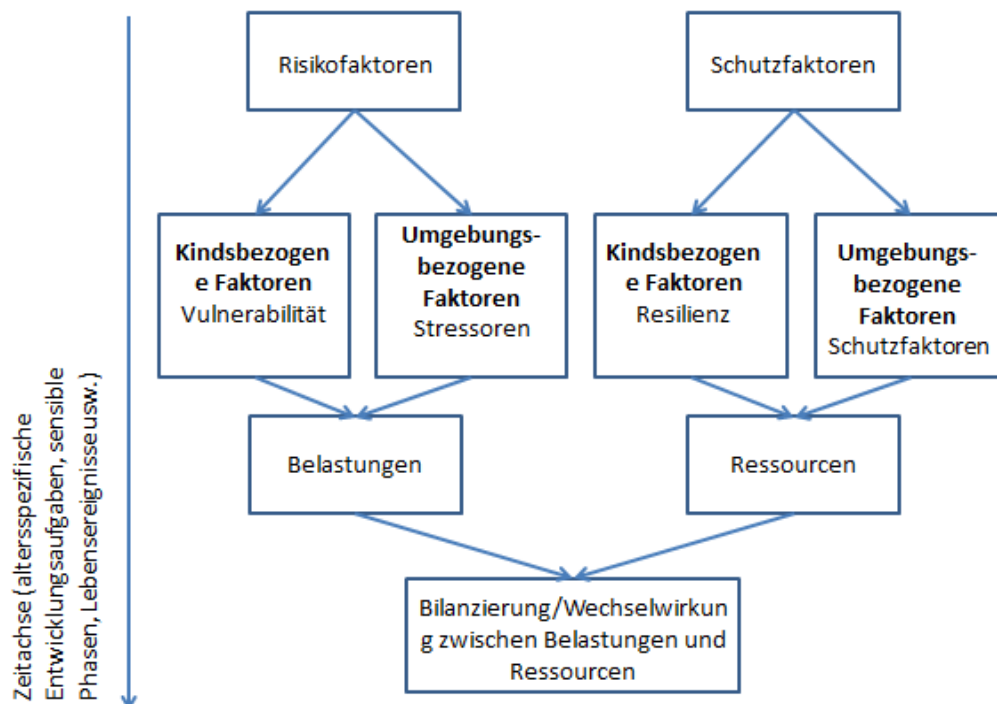 Risikofaktoren
Schutzfaktoren
Kindsbezogen
e Faktoren
Vulnerabilität
Umgebungs-
bezogene
Faktoren
Stressoren
Kindsbezogen
e Faktoren
Resilienz
Umgebungs-
bezogene
Faktoren
Schutzfaktoren
Belastungen
Ressourcen
Bilanzierung/Wechselwirkun
g zwischen Belastungen und
Ressourcen
Zeitachse (altersspezifische
Entwicklungsaufgaben, sensible
Phasen, Lebensereignisse usw.)